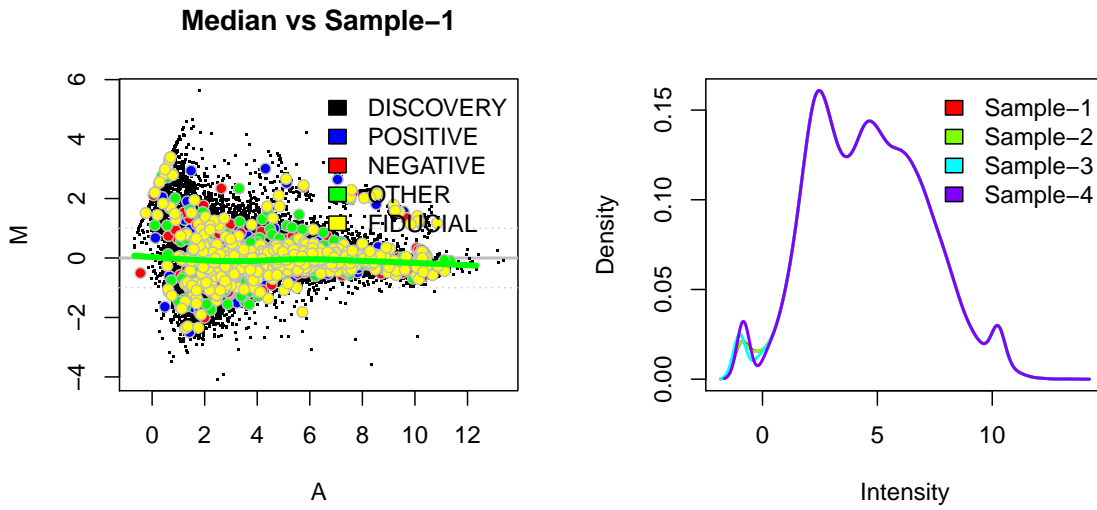 Median vs Sample−1
M
6
4
2
0
−2
−4
DISCOVERY
POSITIVE
NEGATIVE
OTHER
FIDUCIAL
0 2 4 6 8 10 12
A
Density
0.15
0.10
0.05
0.00
Sample−1
Sample−2
Sample−3
Sample−4
0 5 10
Intensity